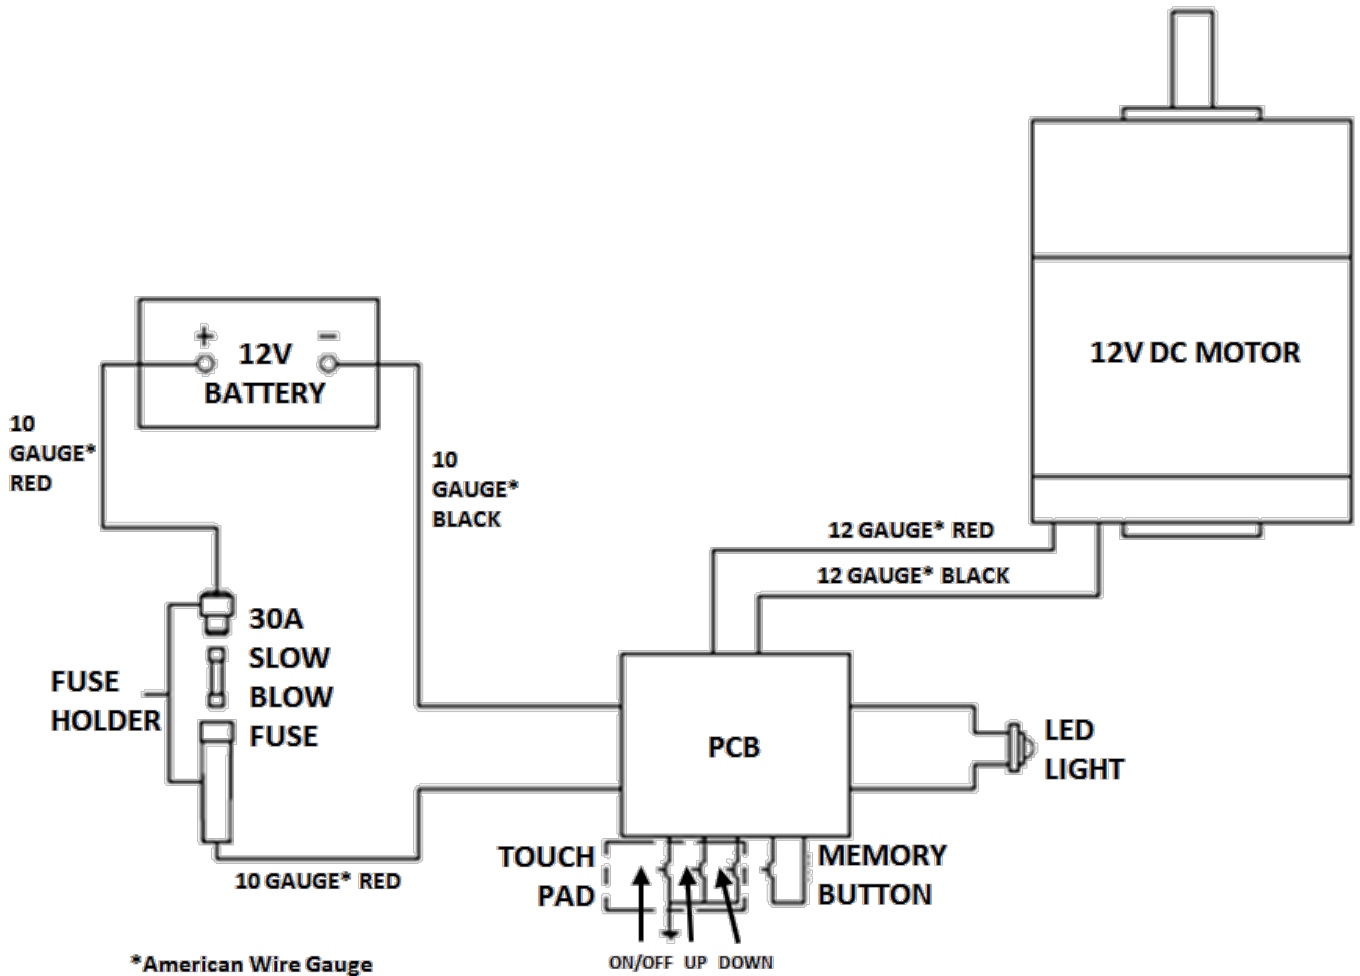 12V DC MOTOR
+ −
12V
BATTERY
10
GAUGE*
RED
10
GAUGE*
BLACK
12 GAUGE* RED
12 GAUGE* BLACK
30A
SLOW
BLOW
FUSE
FUSE
HOLDER
PCB
LED
LIGHT
TOUCH
PAD
MEMORY
BUTTON
10 GAUGE* RED
ON/OFF UP DOWN
*American Wire Gauge